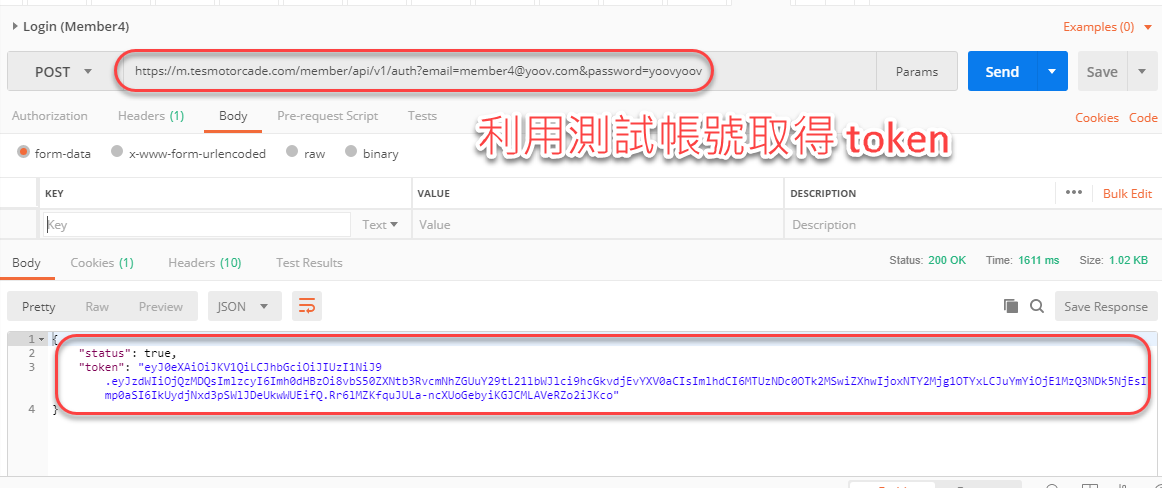 Login (Member4)
Examples (0)
POST
https://m.tesmotorcade.com/member/api/v1/auth?email=member4@yoov.com&password=yoovyoov
Params
Send
Save
Authorization
Headers (1)
Body
Pre-request Script
Tests
Cookies
Code
利用測試帳號取得 token
form-data
x-www-form-urlencoded
raw
binary
KEY
VALUE
DESCRIPTION
•••
Bulk Edit
Key
Text
Value
Description
Body
Cookies (1)
Headers (10)
Test Results
Status: 200 OK
Time: 1611 ms
Size: 1.02 KB
Pretty
Raw
Preview
JSON
Save Response
1 {
2 "status": true,
3 "token": "eyJ0eXAiOiJKV1QiLCJhbGciOiJIUzI1NiJ9
.eyJzdWIiOjQzMDQsImlzcyI6Imh0dHBzOi8vbS50ZXNtb3RvcmNhZGUuY29tL21lbWJlci9hcGkvdjEvYXV0aCIsImlhdCI6MTUzNDc0OTk2MSwiZXhwIjoxNTY2Mjg1OTYxLCJuYmYiOjE1MzQ3NDk5NjEsI
mp0aSI6IkUydjNxd3pSWlJDeUkwWUEifQ.Rr6lMZKfquJULa-ncXUoGebyiKGJCMLAVeRZo2iJKco"
4 }